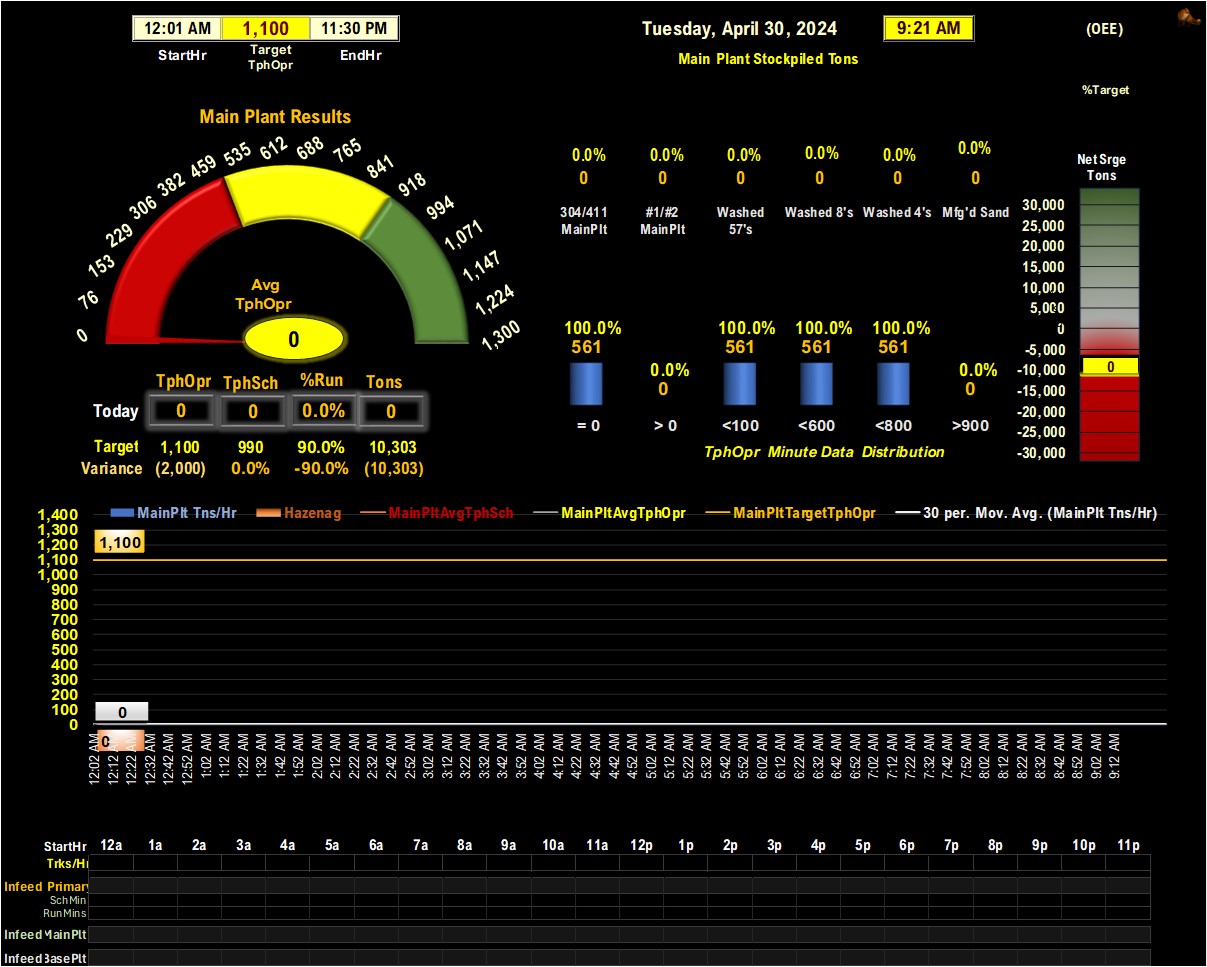 12:01 AM 1,100 11:30 PM
StartHr Target TphOpr EndHr
Tuesday, April 30, 2024 9:21 AM
(OEE)
Main Plant Stockpiled Tons
%Target
Main Plant Results
0 76 153 229 306 382 459 535 612 688 765 841 918 994 1,071 1,147 1,224 1,300
Avg
TphOpr
0
TphOpr TphSch %Run Tons
Today 0 0 0.0% 0
Target 1,100 990 90.0% 10,303
Variance (2,000) 0.0% -90.0% (10,303)
0.0% 0.0% 0.0% 0.0% 0.0% 0.0%
0 0 0 0 0 0
304/411 #1/#2 Washed Washed 8's Washed 4's Mfg'd Sand
MainPlt MainPlt 57's
100.0% 100.0% 100.0% 100.0%
561 561 561 561
0.0% 0.0%
0 0
= 0 > 0 <100 <600 <800 >900
TphOpr Minute Data Distribution
Net Srge
Tons
30,000
25,000
20,000
15,000
10,000
5,000
0
-5,000
-10,000 0
-15,000
-20,000
-25,000
-30,000
MainPlt Tns/Hr Hazenag MainPltAvgTphSch MainPltAvgTphOpr MainPltTargetTphOpr 30 per. Mov. Avg. (MainPlt Tns/Hr)
1,400
1,300
1,200
1,100
1,000
900
800
700
600
500
400
300
200
100
0
1,100
0
0
12:02 AM 12:12 AM 12:22 AM 12:32 AM 12:42 AM 12:52 AM 1:02 AM 1:12 AM 1:22 AM 1:32 AM 1:42 AM 1:52 AM 2:02 AM 2:12 AM 2:22 AM 2:32 AM 2:42 AM 2:52 AM 3:02 AM 3:12 AM 3:22 AM 3:32 AM 3:42 AM 3:52 AM 4:02 AM 4:12 AM 4:22 AM 4:32 AM 4:42 AM 4:52 AM 5:02 AM 5:12 AM 5:22 AM 5:32 AM 5:42 AM 5:52 AM 6:02 AM 6:12 AM 6:22 AM 6:32 AM 6:42 AM 6:52 AM 7:02 AM 7:12 AM 7:22 AM 7:32 AM 7:42 AM 7:52 AM 8:02 AM 8:12 AM 8:22 AM 8:32 AM 8:42 AM 8:52 AM 9:02 AM 9:12 AM
StartHr 12a 1a 2a 3a 4a 5a 6a 7a 8a 9a 10a 11a 12p 1p 2p 3p 4p 5p 6p 7p 8p 9p 10p 11p
Trks/Hr
Infeed Primary
SchMin
RunMins
Infeed MainPlt
Infeed BasePlt